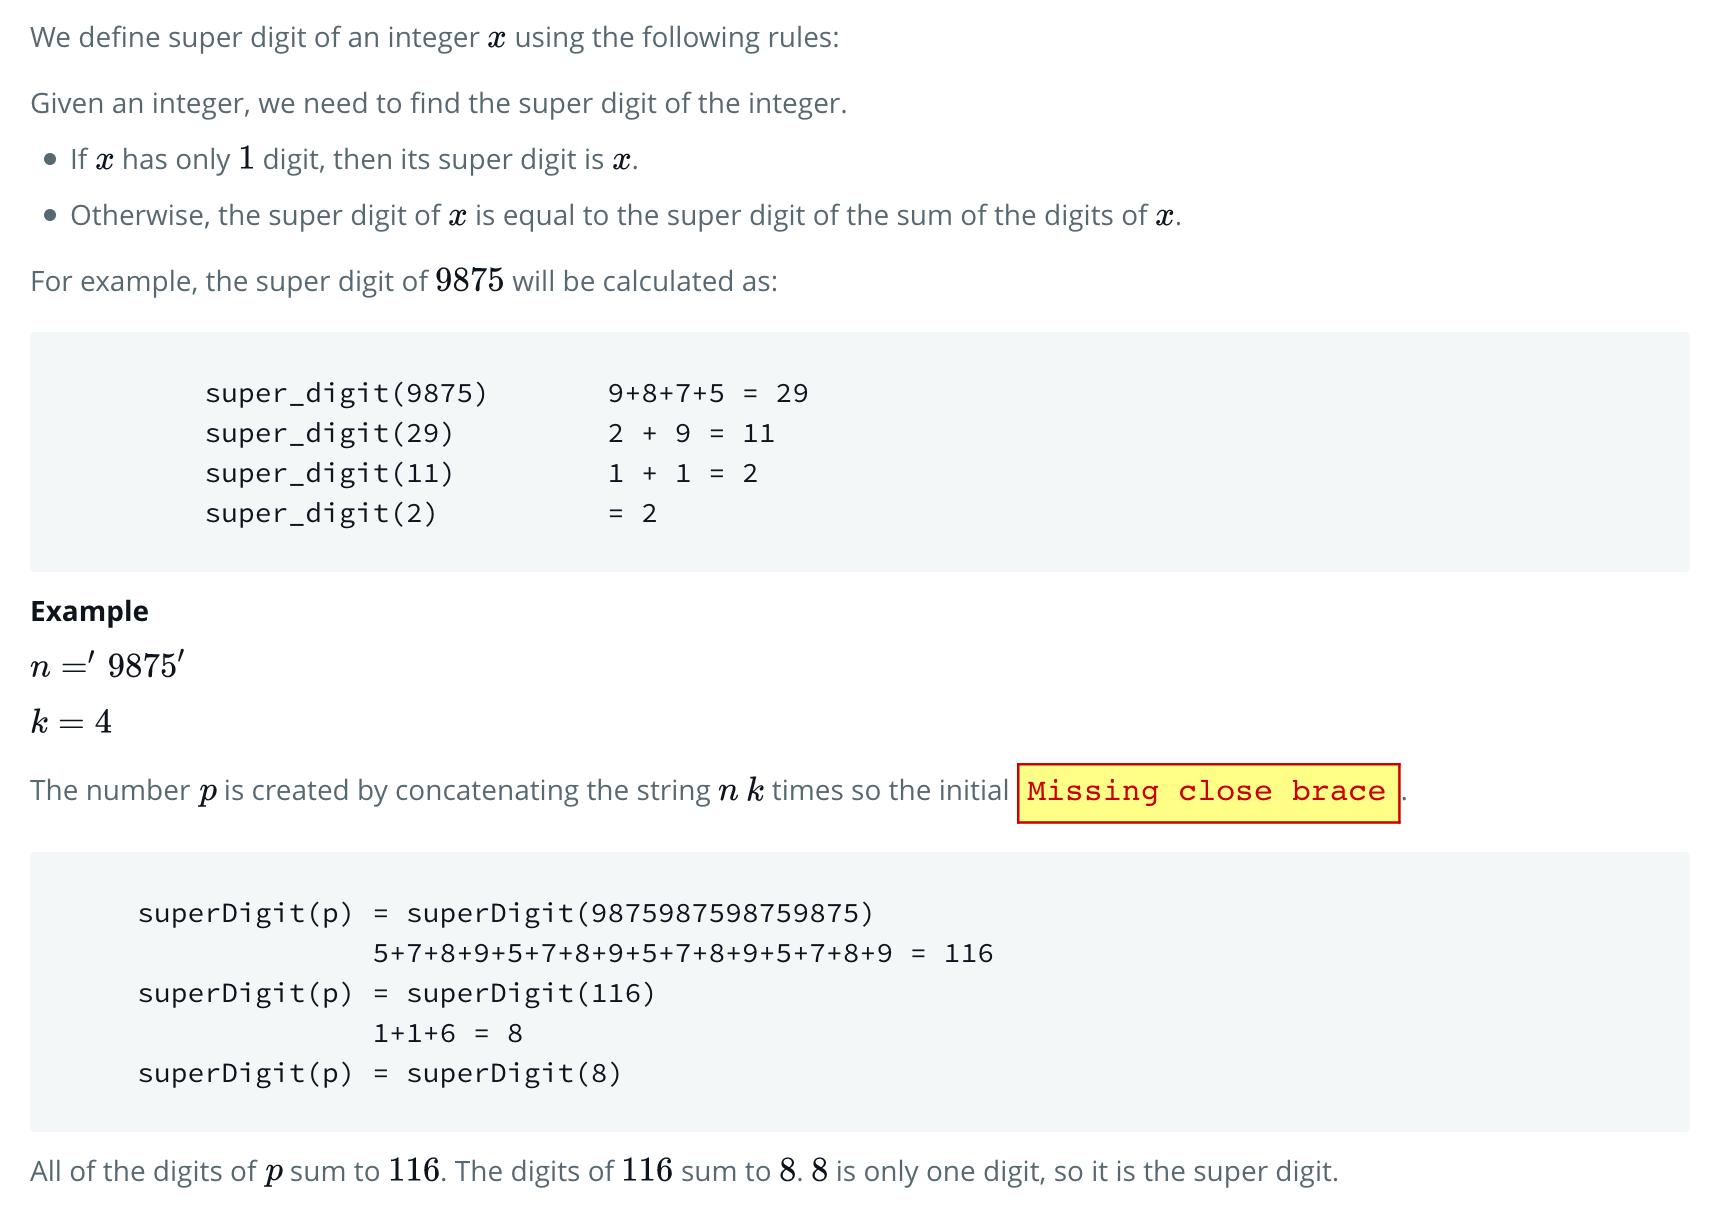 We define super digit of an integer x using the following rules:
Given an integer, we need to find the super digit of the integer.
• If x has only 1 digit, then its super digit is x.
• Otherwise, the super digit of x is equal to the super digit of the sum of the digits of x.
For example, the super digit of 9875 will be calculated as:
super_digit(9875) 9+8+7+5 = 29
super_digit(29) 2 + 9 = 11
super_digit(11) 1 + 1 = 2
super_digit(2) = 2
Example
n =′ 9875′
k = 4
The number p is created by concatenating the string n k times so the initial Missing close brace.
superDigit(p) = superDigit(9875987598759875)
5+7+8+9+5+7+8+9+5+7+8+9+5+7+8+9 = 116
superDigit(p) = superDigit(116)
1+1+6 = 8
superDigit(p) = superDigit(8)
All of the digits of p sum to 116. The digits of 116 sum to 8. 8 is only one digit, so it is the super digit.